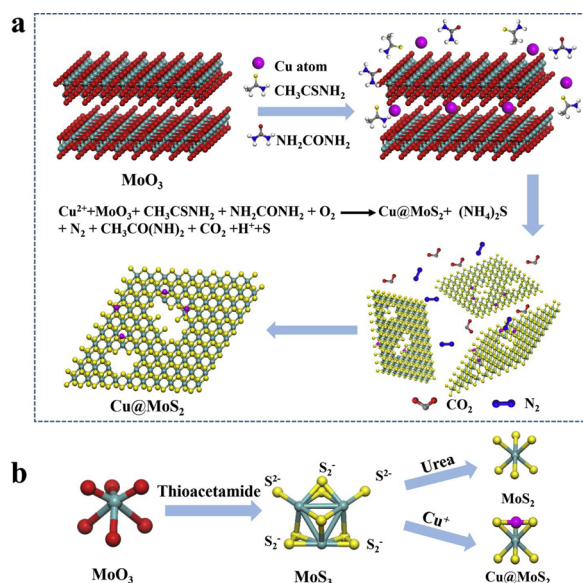 a
Cu atom
CH₃CSNH₂
NH₂CONH₂
MoO₃
Cu²⁺+MoO₃+ CH₃CSNH₂ + NH₂CONH₂ + O₂ → Cu@MoS₂+ (NH₄)₂S
+ N₂ + CH₃CO(NH)₂ + CO₂ +H⁺+S
Cu@MoS₂
CO₂
N₂
b
Thioacetamide
MoO₃
S₂⁻
S²⁻
S²⁻
S₂⁻
S₂⁻
MoS₃
Urea
Cu⁺
MoS₂
Cu@MoS₂